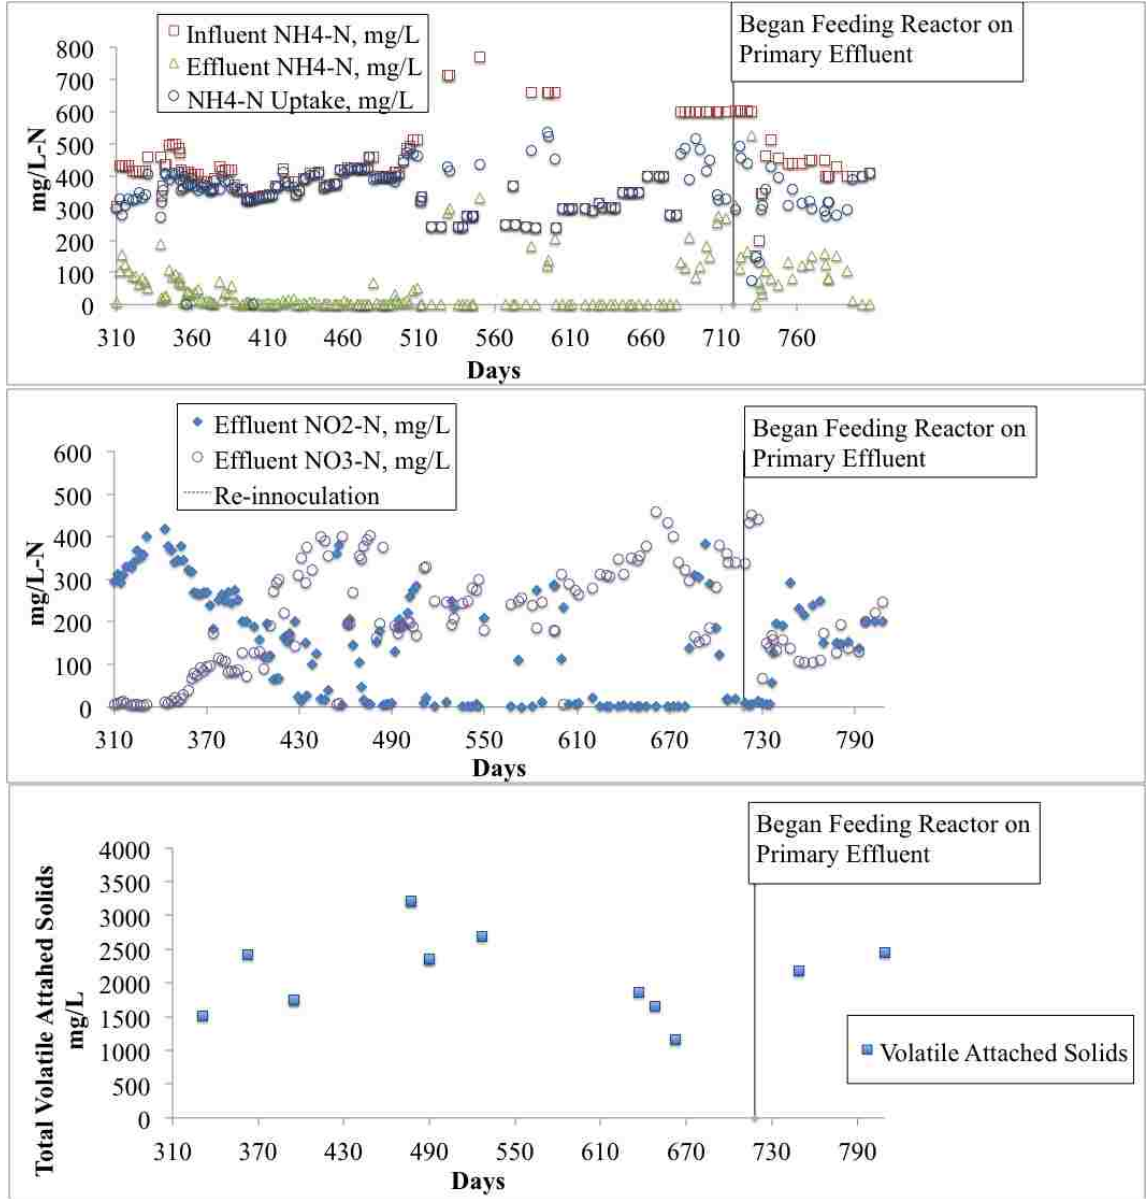 Began Feeding Reactor on
Primary Effluent
Influent NH4-N, mg/L
Effluent NH4-N, mg/L
NH4-N Uptake, mg/L
800
700
600
500
400
300
200
100
0
mg/L-N
310 360 410 460 510 560 610 660 710 760
Days
Effluent NO2-N, mg/L
Effluent NO3-N, mg/L
Re-innoculation
Began Feeding Reactor on
Primary Effluent
600
500
400
300
200
100
0
mg/L-N
310 370 430 490 550 610 670 730 790
Days
Began Feeding Reactor on
Primary Effluent
4000
3500
3000
2500
2000
1500
1000
500
0
Total Volatile Attahed Solids
mg/L
Volatile Attached Solids
310 370 430 490 550 610 670 730 790
Days